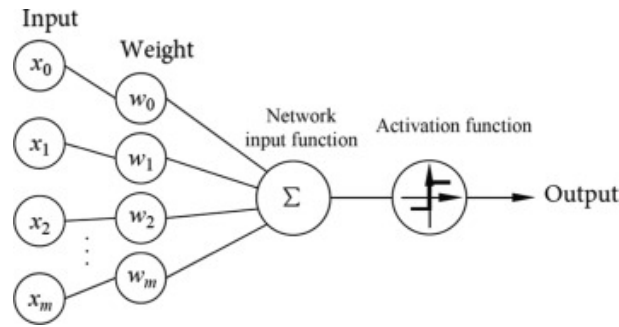 Input
Weight
x₀
w₀
Network
input function
Activation function
x₁
w₁
Σ
Output
x₂
w₂
⋮
⋮
xₘ
wₘ